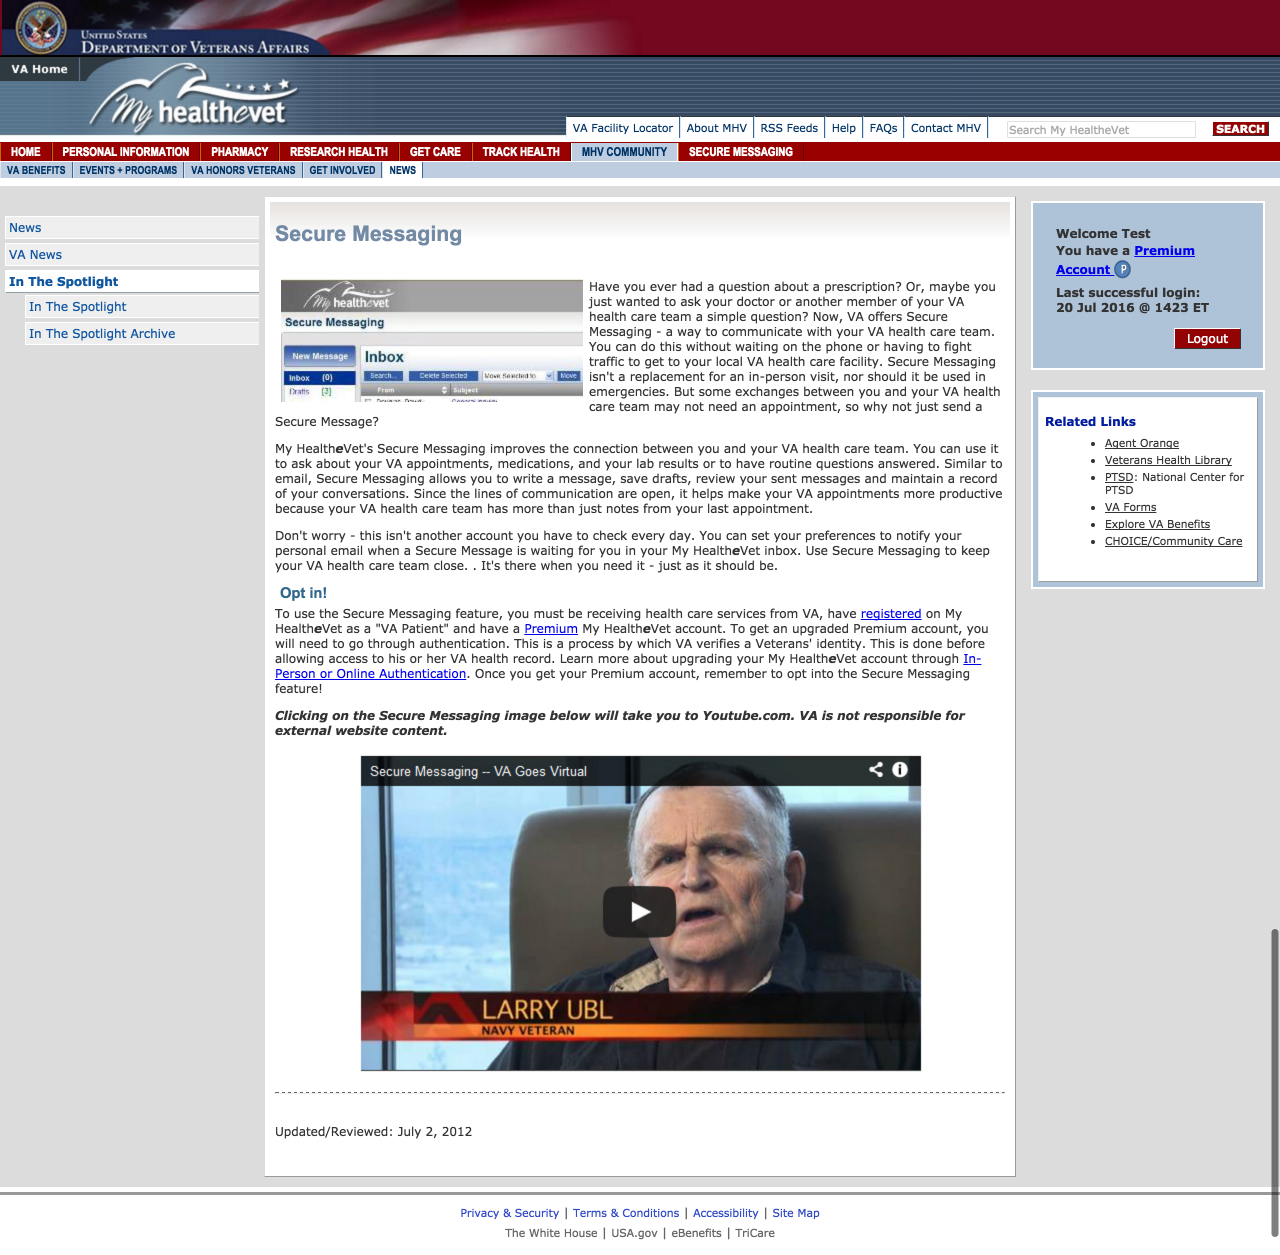 UNITED STATES
DEPARTMENT OF VETERANS AFFAIRS
VA Home
My healthevet
VA Facility Locator
About MHV
RSS Feeds
Help
FAQs
Contact MHV
Search My HealtheVet
SEARCH
HOME
PERSONAL INFORMATION
PHARMACY
RESEARCH HEALTH
GET CARE
TRACK HEALTH
MHV COMMUNITY
SECURE MESSAGING
VA BENEFITS
EVENTS + PROGRAMS
VA HONORS VETERANS
GET INVOLVED
NEWS
News
VA News
In The Spotlight
In The Spotlight
In The Spotlight Archive
Secure Messaging
My healthevet
Secure Messaging
New Message
Inbox
Inbox (0)
Drafts (3)
Search...
Delete Selected
Move Selected to
Move
From
Subject
Have you ever had a question about a prescription? Or, maybe you
just wanted to ask your doctor or another member of your VA
health care team a simple question? Now, VA offers Secure
Messaging - a way to communicate with your VA health care team.
You can do this without waiting on the phone or having to fight
traffic to get to your local VA health care facility. Secure Messaging
isn't a replacement for an in-person visit, nor should it be used in
emergencies. But some exchanges between you and your VA health
care team may not need an appointment, so why not just send a
Secure Message?
My HealtheVet's Secure Messaging improves the connection between you and your VA health care team. You can use it
to ask about your VA appointments, medications, and your lab results or to have routine questions answered. Similar to
email, Secure Messaging allows you to write a message, save drafts, review your sent messages and maintain a record
of your conversations. Since the lines of communication are open, it helps make your VA appointments more productive
because your VA health care team has more than just notes from your last appointment.
Don't worry - this isn't another account you have to check every day. You can set your preferences to notify your
personal email when a Secure Message is waiting for you in your My HealtheVet inbox. Use Secure Messaging to keep
your VA health care team close. . It's there when you need it - just as it should be.
Opt in!
To use the Secure Messaging feature, you must be receiving health care services from VA, have registered on My
HealtheVet as a "VA Patient" and have a Premium My HealtheVet account. To get an upgraded Premium account, you
will need to go through authentication. This is a process by which VA verifies a Veterans' identity. This is done before
allowing access to his or her VA health record. Learn more about upgrading your My HealtheVet account through In-
Person or Online Authentication. Once you get your Premium account, remember to opt into the Secure Messaging
feature!
Clicking on the Secure Messaging image below will take you to Youtube.com. VA is not responsible for
external website content.
Secure Messaging -- VA Goes Virtual
LARRY UBL
NAVY VETERAN
Updated/Reviewed: July 2, 2012
Welcome Test
You have a Premium
Account P
Last successful login:
20 Jul 2016 @ 1423 ET
Logout
Related Links
• Agent Orange
• Veterans Health Library
• PTSD: National Center for
PTSD
• VA Forms
• Explore VA Benefits
• CHOICE/Community Care
Privacy & Security | Terms & Conditions | Accessibility | Site Map
The White House | USA.gov | eBenefits | TriCare